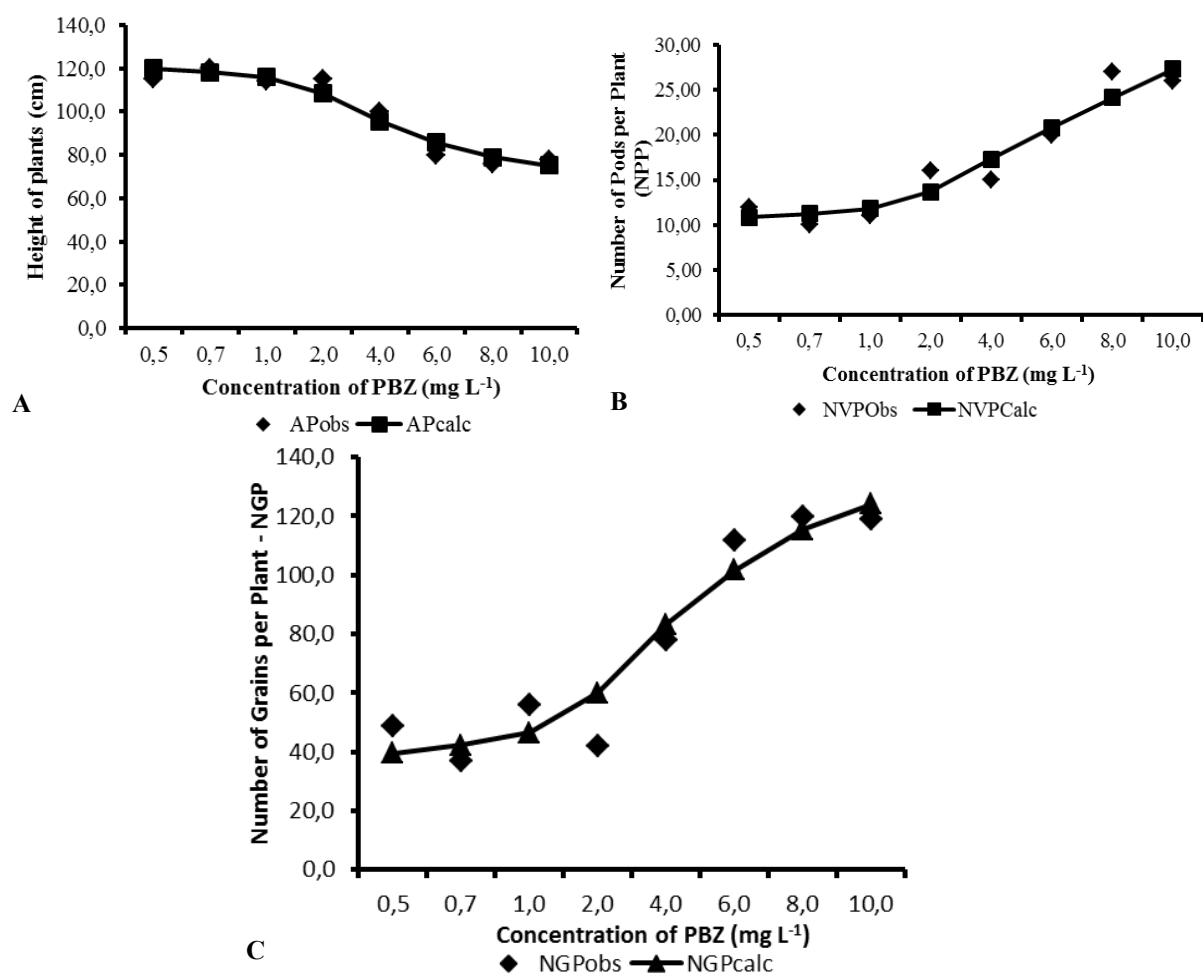 Height of plants (cm)
140,0
120,0
100,0
80,0
60,0
40,0
20,0
0,0
0,5 0,7 1,0 2,0 4,0 6,0 8,0 10,0
Concentration of PBZ (mg L-1)
A
APobs APcalc
Number of Pods per Plant
(NPP)
30,00
25,00
20,00
15,00
10,00
5,00
0,00
0,5 0,7 1,0 2,0 4,0 6,0 8,0 10,0
Concentration of PBZ (mg L-1)
B
NVPObs NVPCalc
Number of Grains per Plant - NGP
140,0
120,0
100,0
80,0
60,0
40,0
20,0
0,0
0,5 0,7 1,0 2,0 4,0 6,0 8,0 10,0
Concentration of PBZ (mg L-1)
C
NGPobs NGPcalc